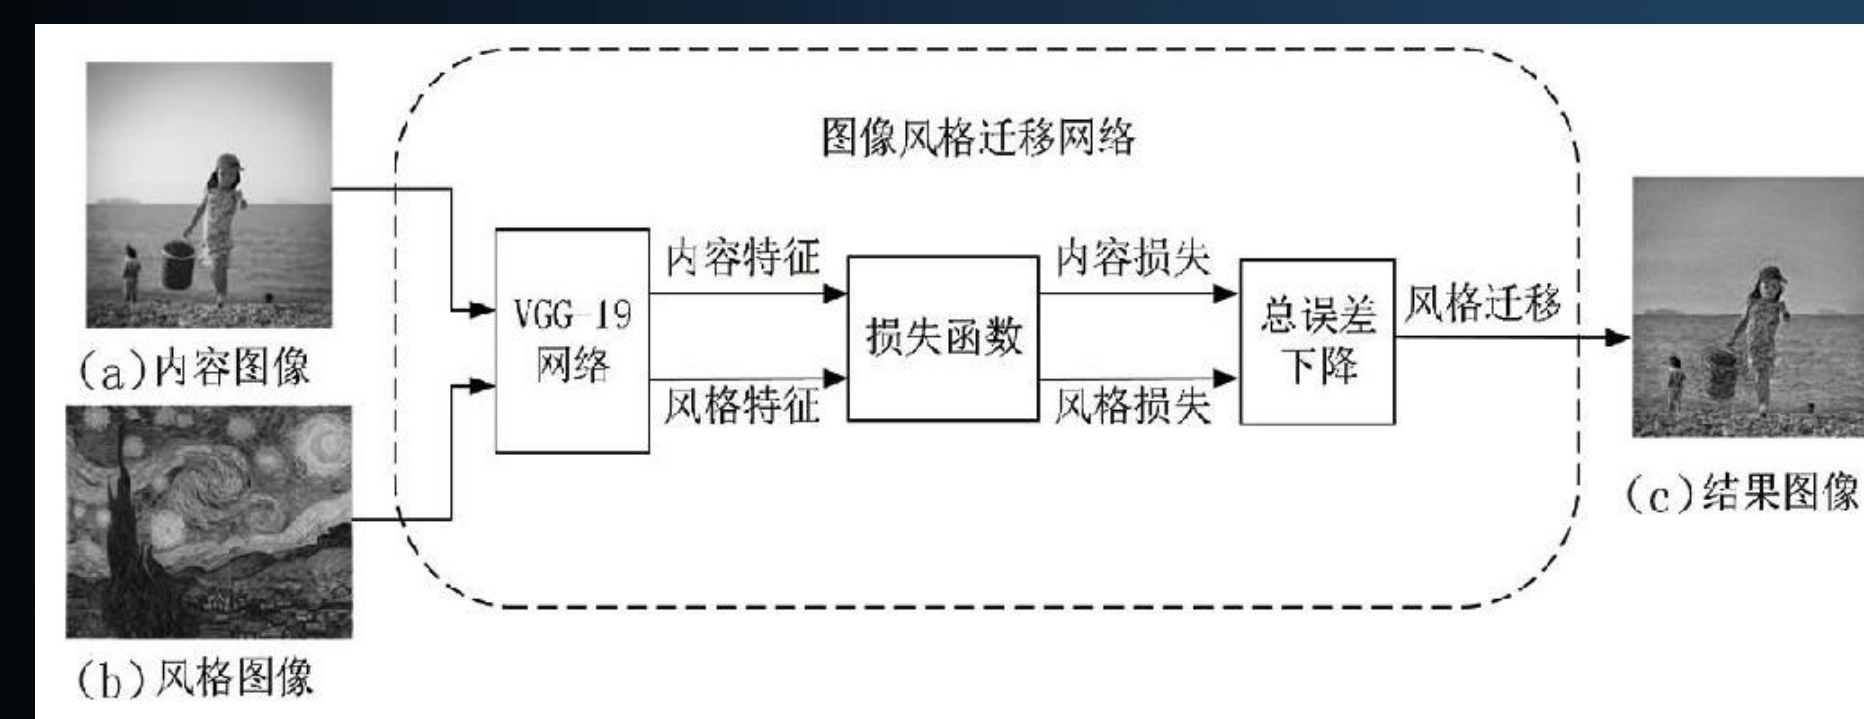 图像风格迁移网络
(a)内容图像
(b)风格图像
VGG-19
网络
内容特征
风格特征
损失函数
内容损失
风格损失
总误差
下降
风格迁移
(c)结果图像